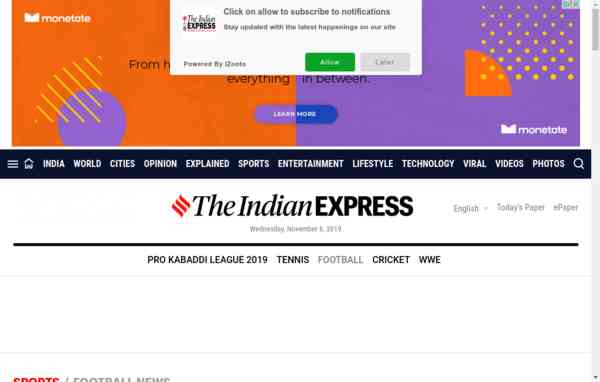 monetate
Click on allow to subscribe to notifications
The Indian EXPRESS
Stay updated with the latest happenings on our site
From h
Powered By iZooto
Allow
Later
everything in between.
LEARN MORE
monetate
INDIA WORLD CITIES OPINION EXPLAINED SPORTS ENTERTAINMENT LIFESTYLE TECHNOLOGY VIRAL VIDEOS PHOTOS
The Indian EXPRESS
English Today's Paper ePaper
Wednesday, November 6, 2019
PRO KABADDI LEAGUE 2019 TENNIS FOOTBALL CRICKET WWE
SPORTS / FOOTBALL NEWS